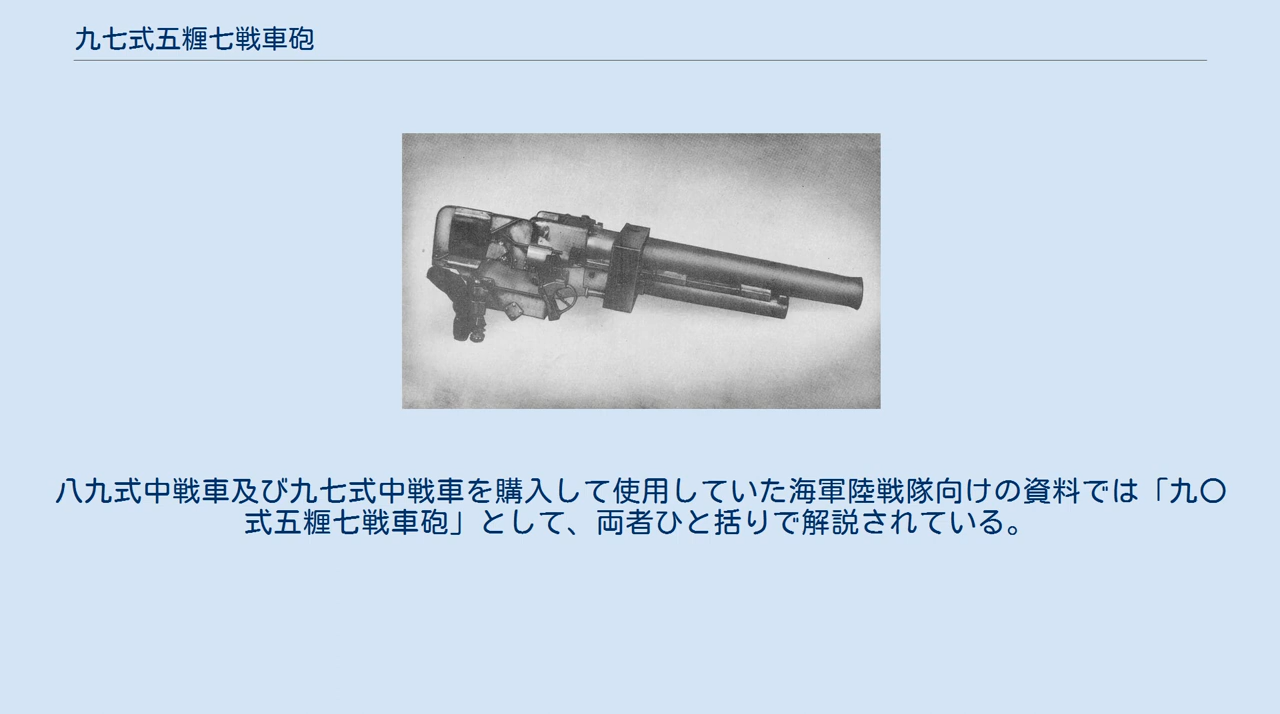 九七式五糎七戦車砲
八九式中戦車及び九七式中戦車を購入して使用していた海軍陸戦隊向けの資料では「九〇
式五糎七戦車砲」として、両者ひと括りで解説されている。